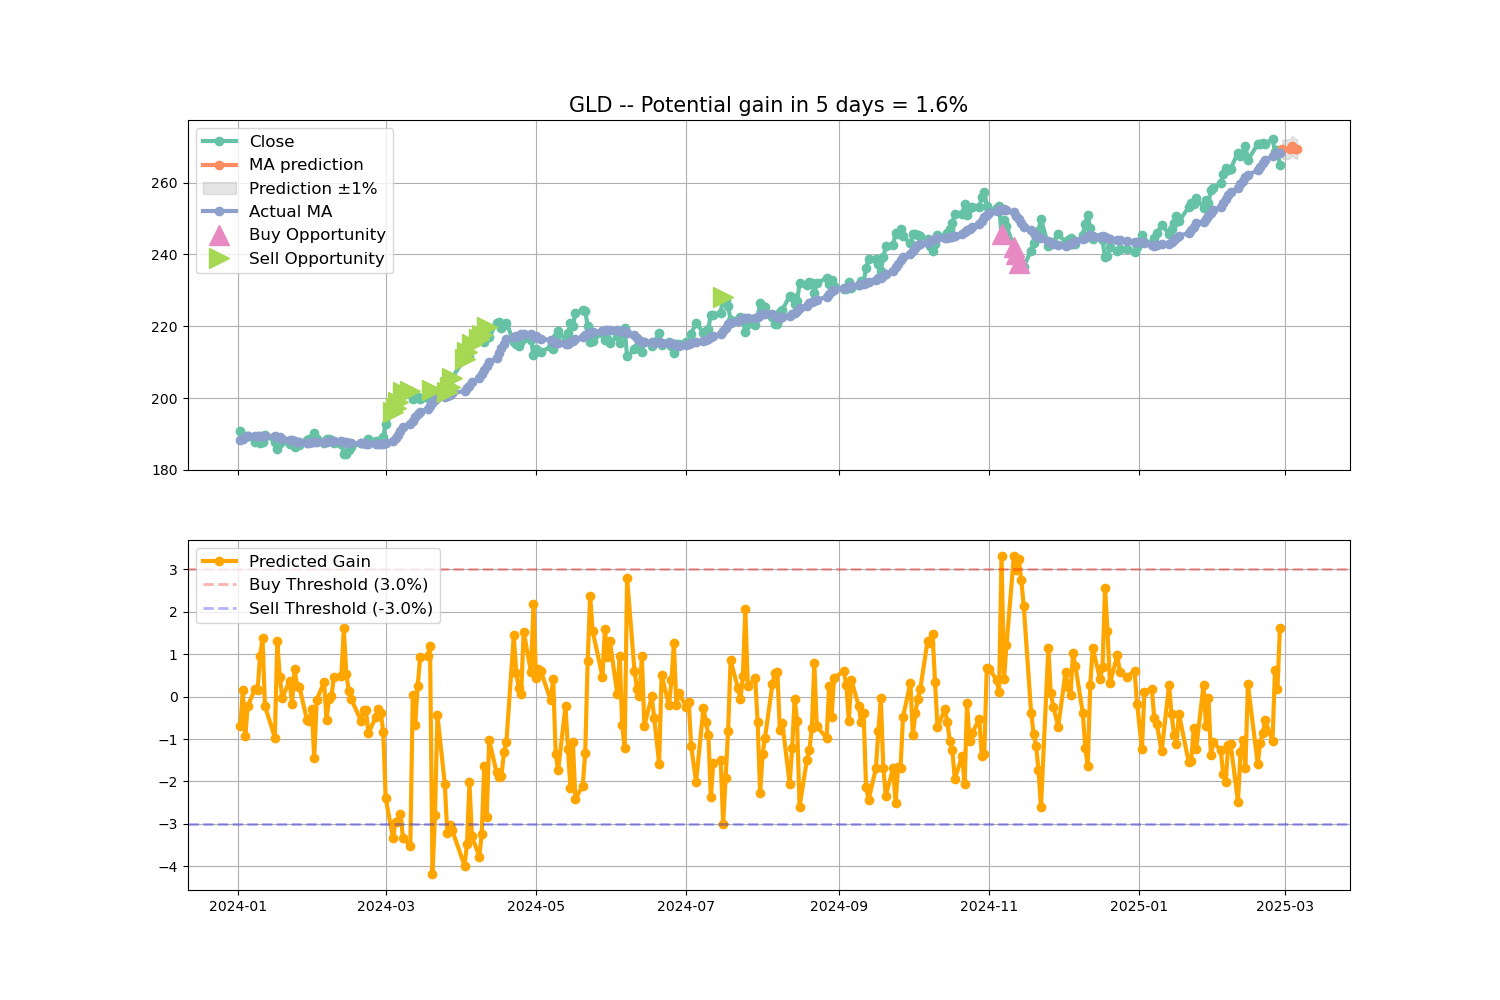 GLD -- Potential gain in 5 days = 1.6%
Close
MA prediction
Prediction ±1%
Actual MA
Buy Opportunity
Sell Opportunity
260
240
220
200
180
Predicted Gain
Buy Threshold (3.0%)
Sell Threshold (-3.0%)
3
2
1
0
−1
−2
−3
−4
2024-01 2024-03 2024-05 2024-07 2024-09 2024-11 2025-01 2025-03